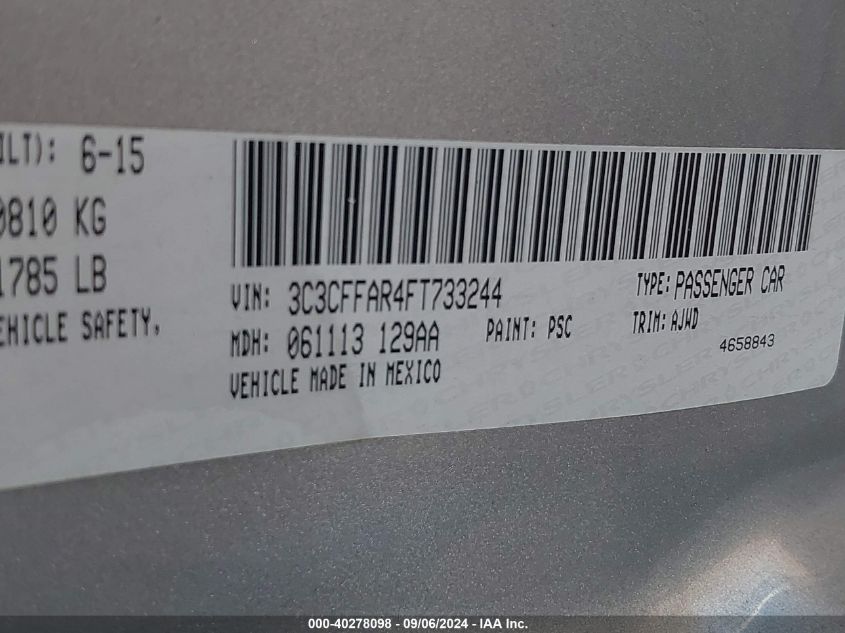 ILT): 6-15
0810 KG
1785 LB
EHICLE SAFETY,
VIN: 3C3CFFAR4FT733244
TYPE: PASSENGER CAR
MDH: 061113 129AA
PAINT: PSC
TRIM: AJWD
4658843
VEHICLE MADE IN MEXICO
CHRYSLER
000-40278098 - 09/06/2024 - IAA Inc.